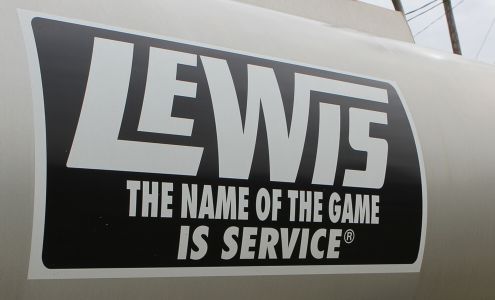 LEWIS
THE NAME OF THE GAME
IS SERVICE®